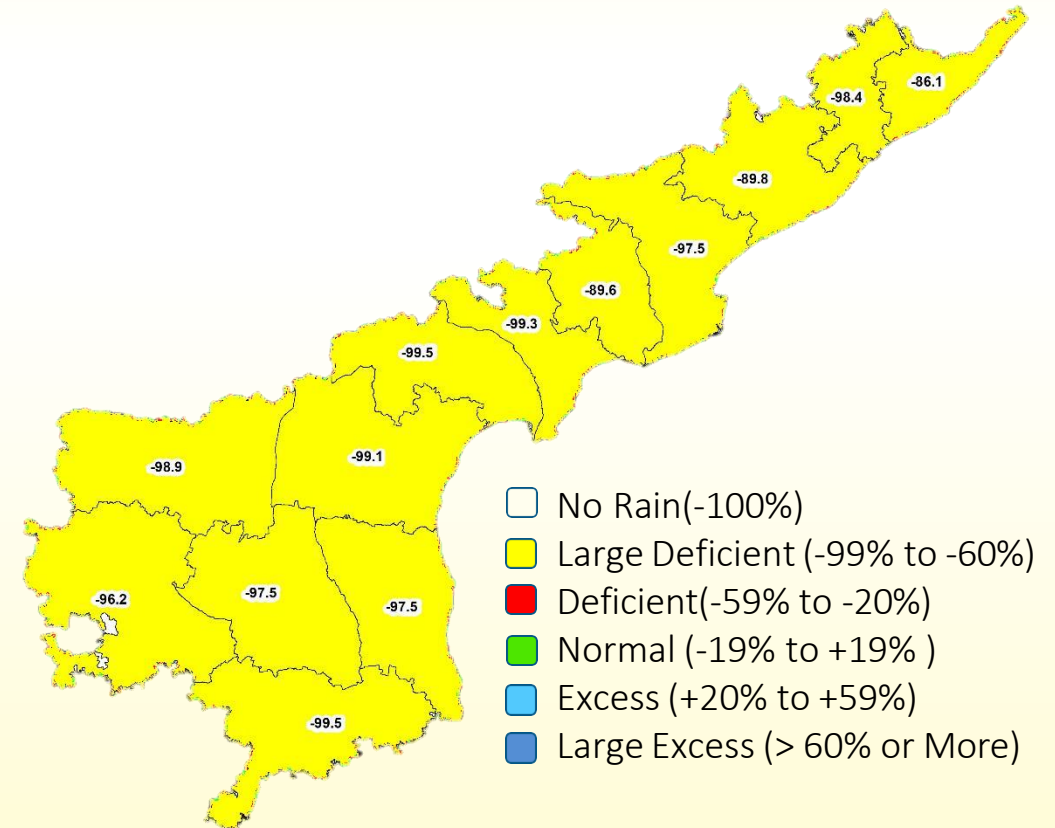 -86.1
-98.4
-89.8
-97.5
-89.6
-99.3
-99.5
-99.1
-98.9
-97.5
-97.5
-96.2
-99.5
No Rain(-100%)
Large Deficient (-99% to -60%)
Deficient(-59% to -20%)
Normal (-19% to +19% )
Excess (+20% to +59%)
Large Excess (> 60% or More)